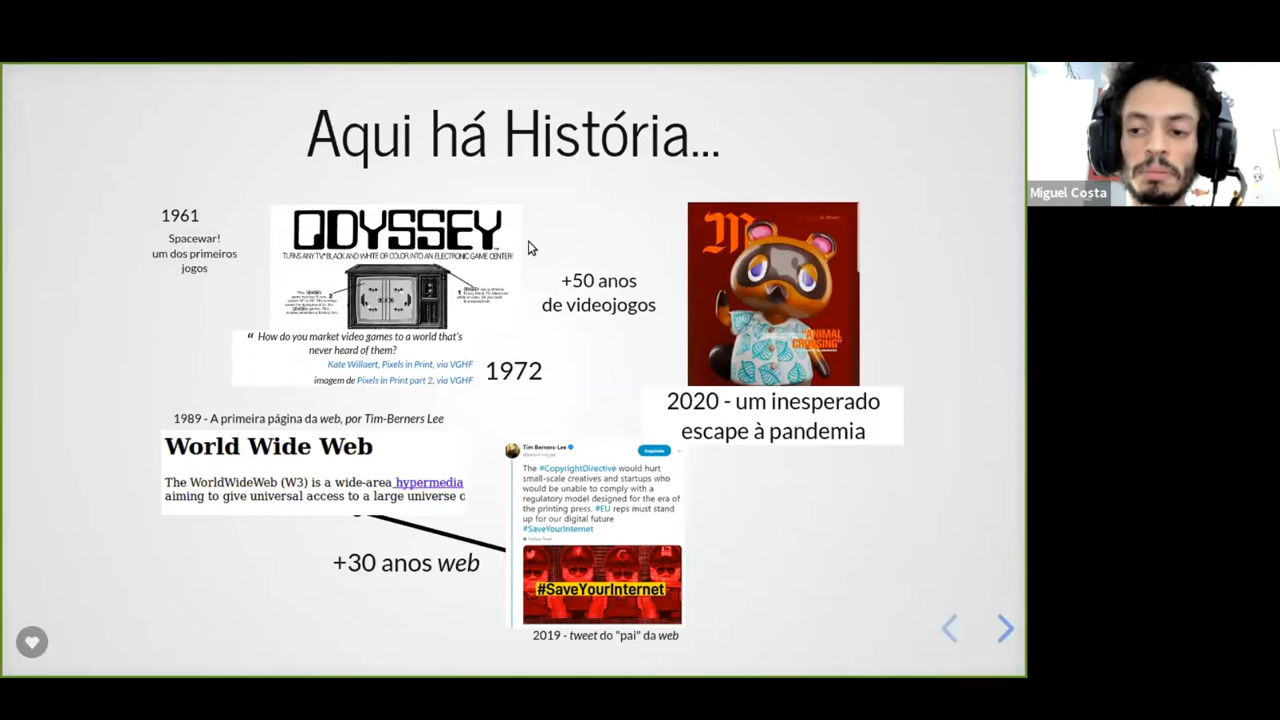 Aqui há História...
1961
Spacewar!
um dos primeiros
jogos
ODYSSEY
TURNS ANY TV* BLACK AND WHITE OR COLOR, INTO AN ELECTRONIC GAME CENTER!
“ How do you market video games to a world that's
never heard of them?
Kate Willaert, Pixels in Print, via VGHF
imagem de Pixels in Print part 2, via VGHF
1972
+50 anos
de videojogos
M
"ANIMAL
CROSSING"
2020 - um inesperado
escape à pandemia
1989 - A primeira página da web, por Tim-Berners Lee
World Wide Web
The WorldWideWeb (W3) is a wide-area hypermedia
aiming to give universal access to a large universe o
+30 anos web
Tim Berners-Lee
Seguindo
The #CopyrightDirective would hurt
small-scale creatives and startups who
would be unable to comply with a
regulatory model designed for the era of
the printing press. #EU reps must stand
up for our digital future
#SaveYourInternet
#SaveYourInternet
2019 - tweet do "pai" da web
Miguel Costa